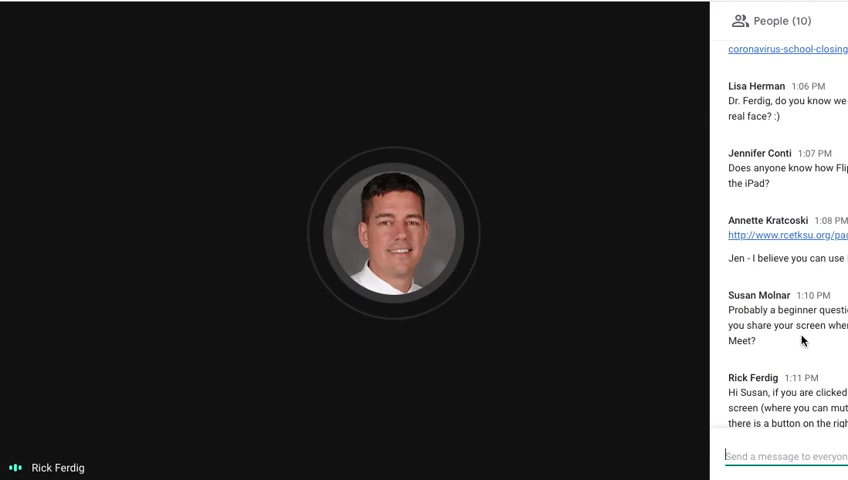 People (10)
coronavirus-school-closing
Lisa Herman 1:06 PM
Dr. Ferdig, do you know we
real face? :)
Jennifer Conti 1:07 PM
Does anyone know how Flip
the iPad?
Annette Kratcoski 1:08 PM
http://www.rcetksu.org/pac
Jen - I believe you can use
Susan Molnar 1:10 PM
Probably a beginner questi
you share your screen when
Meet?
Rick Ferdig 1:11 PM
Hi Susan, if you are clicked
screen (where you can mut
there is a button on the righ
Send a message to everyon
Rick Ferdig